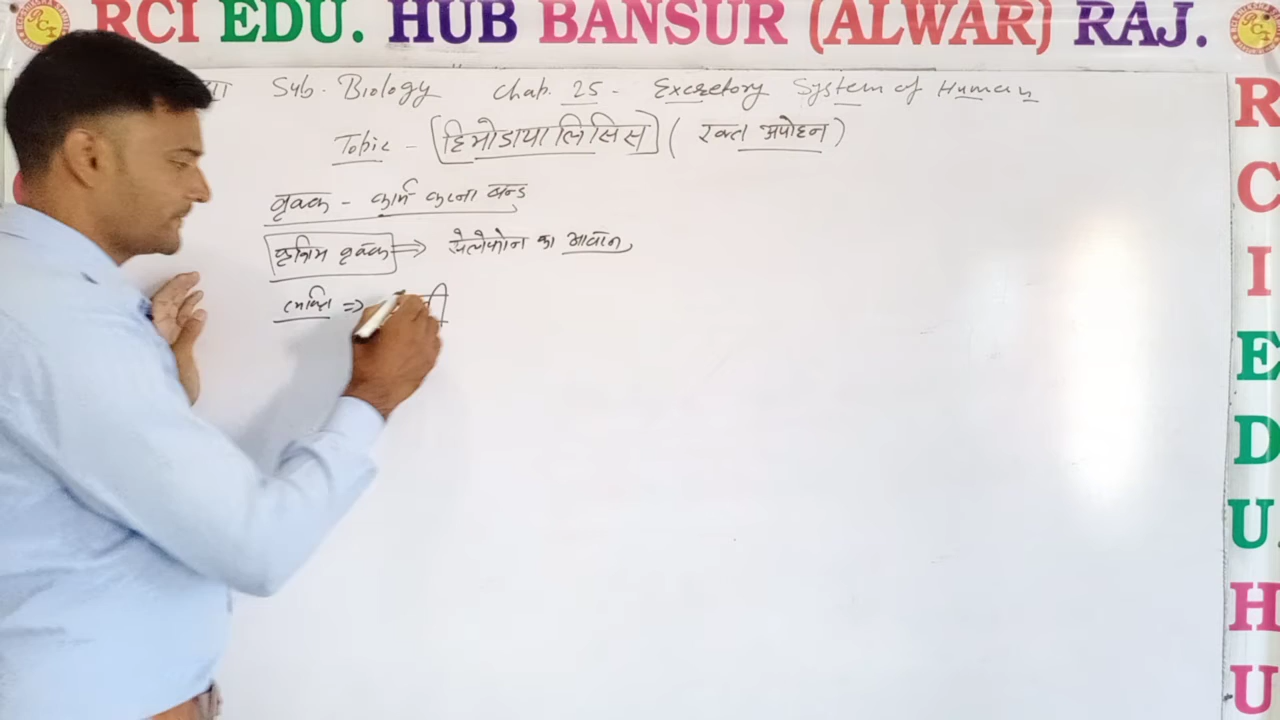 RCI EDU. HUB BANSUR (ALWAR) RAJ.
Sub. Biology Chap. 25 - Excretory System of Human
Topic - हिमोडायालिसिस ( रक्त अपोहन )
वृक्क - कार्य करना बन्द
कृत्रिम वृक्क ⇒ सेलोफोन का आवरण
⇒
R
C
I
E
D
U.
H
U